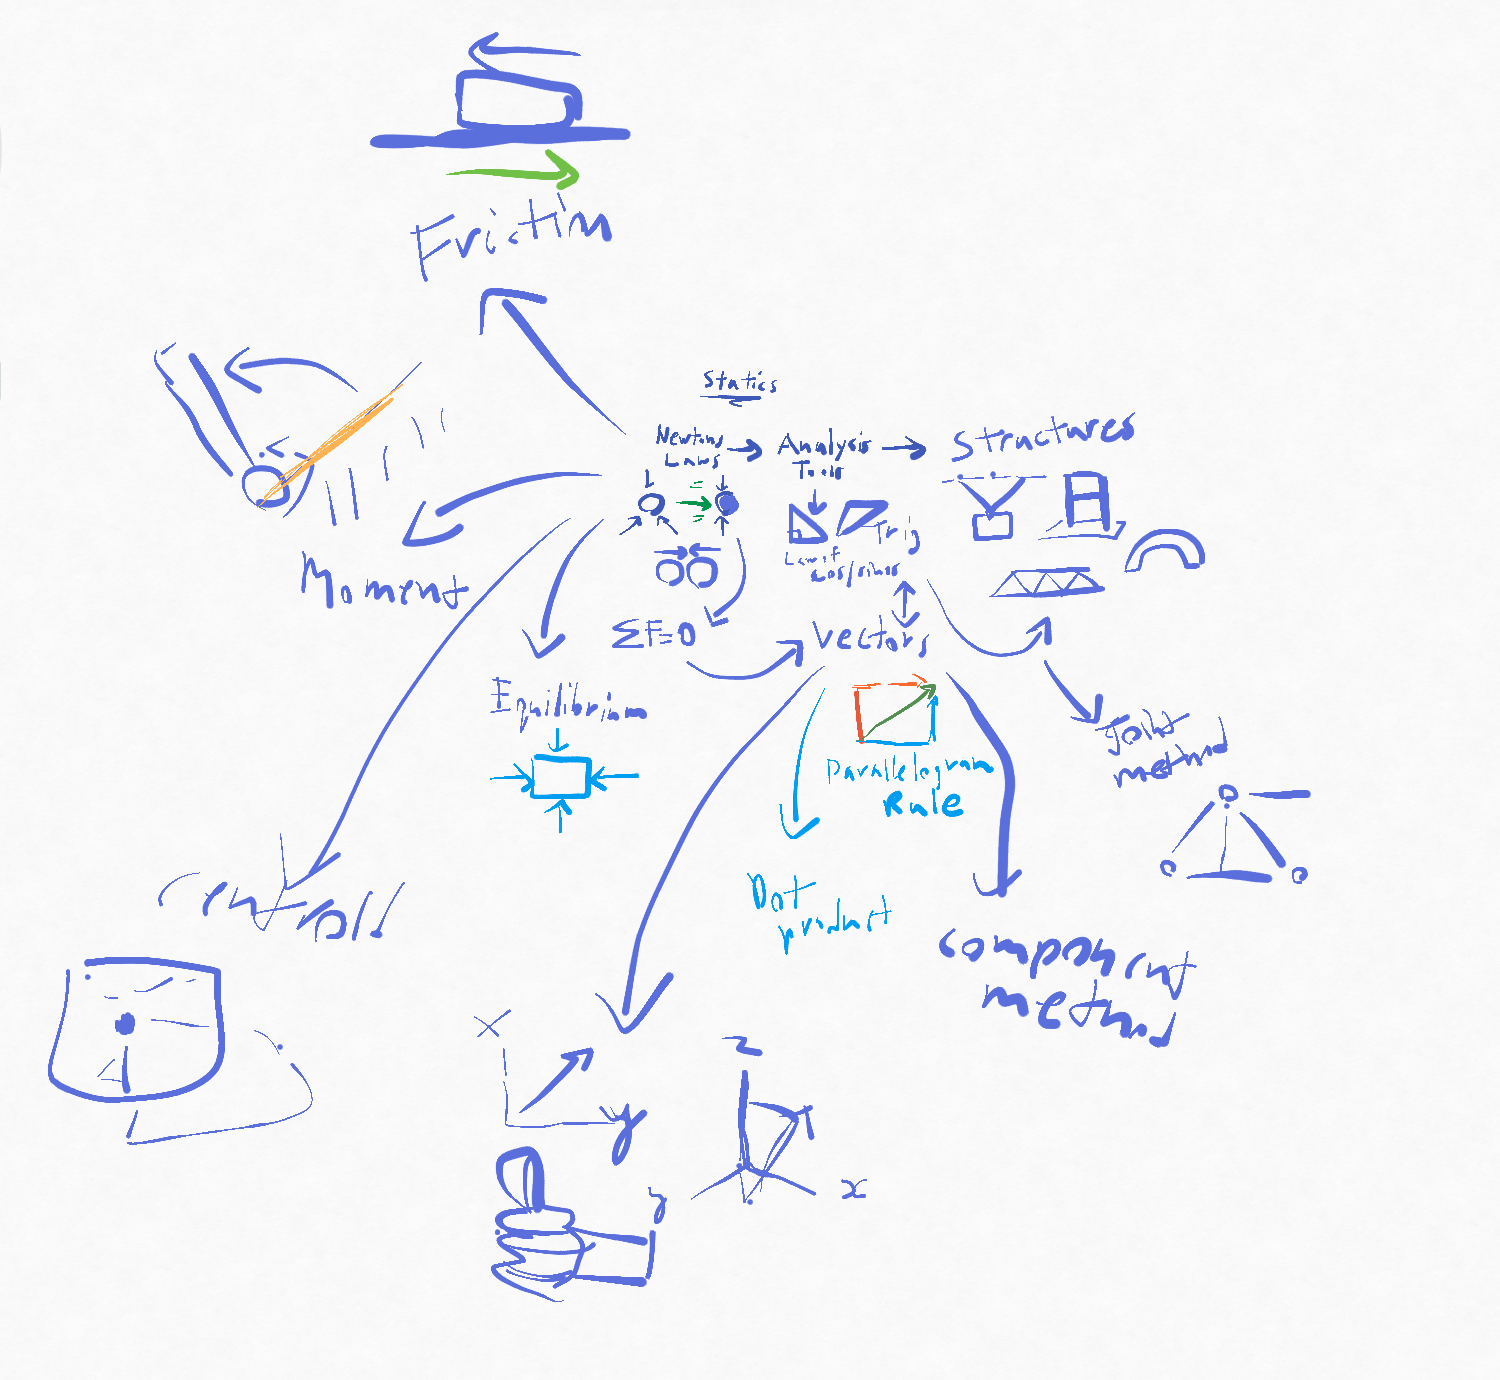 Friction
Statics
Newtons
Laws
Analysis
Tools
Structures
Trig
Law of
cos/sines
Moment
ΣF=0
Vectors
Equilibrium
Joint
method
Parallelogram
Rule
Dot
product
Centroid
Component
method
x
y
z
x
y